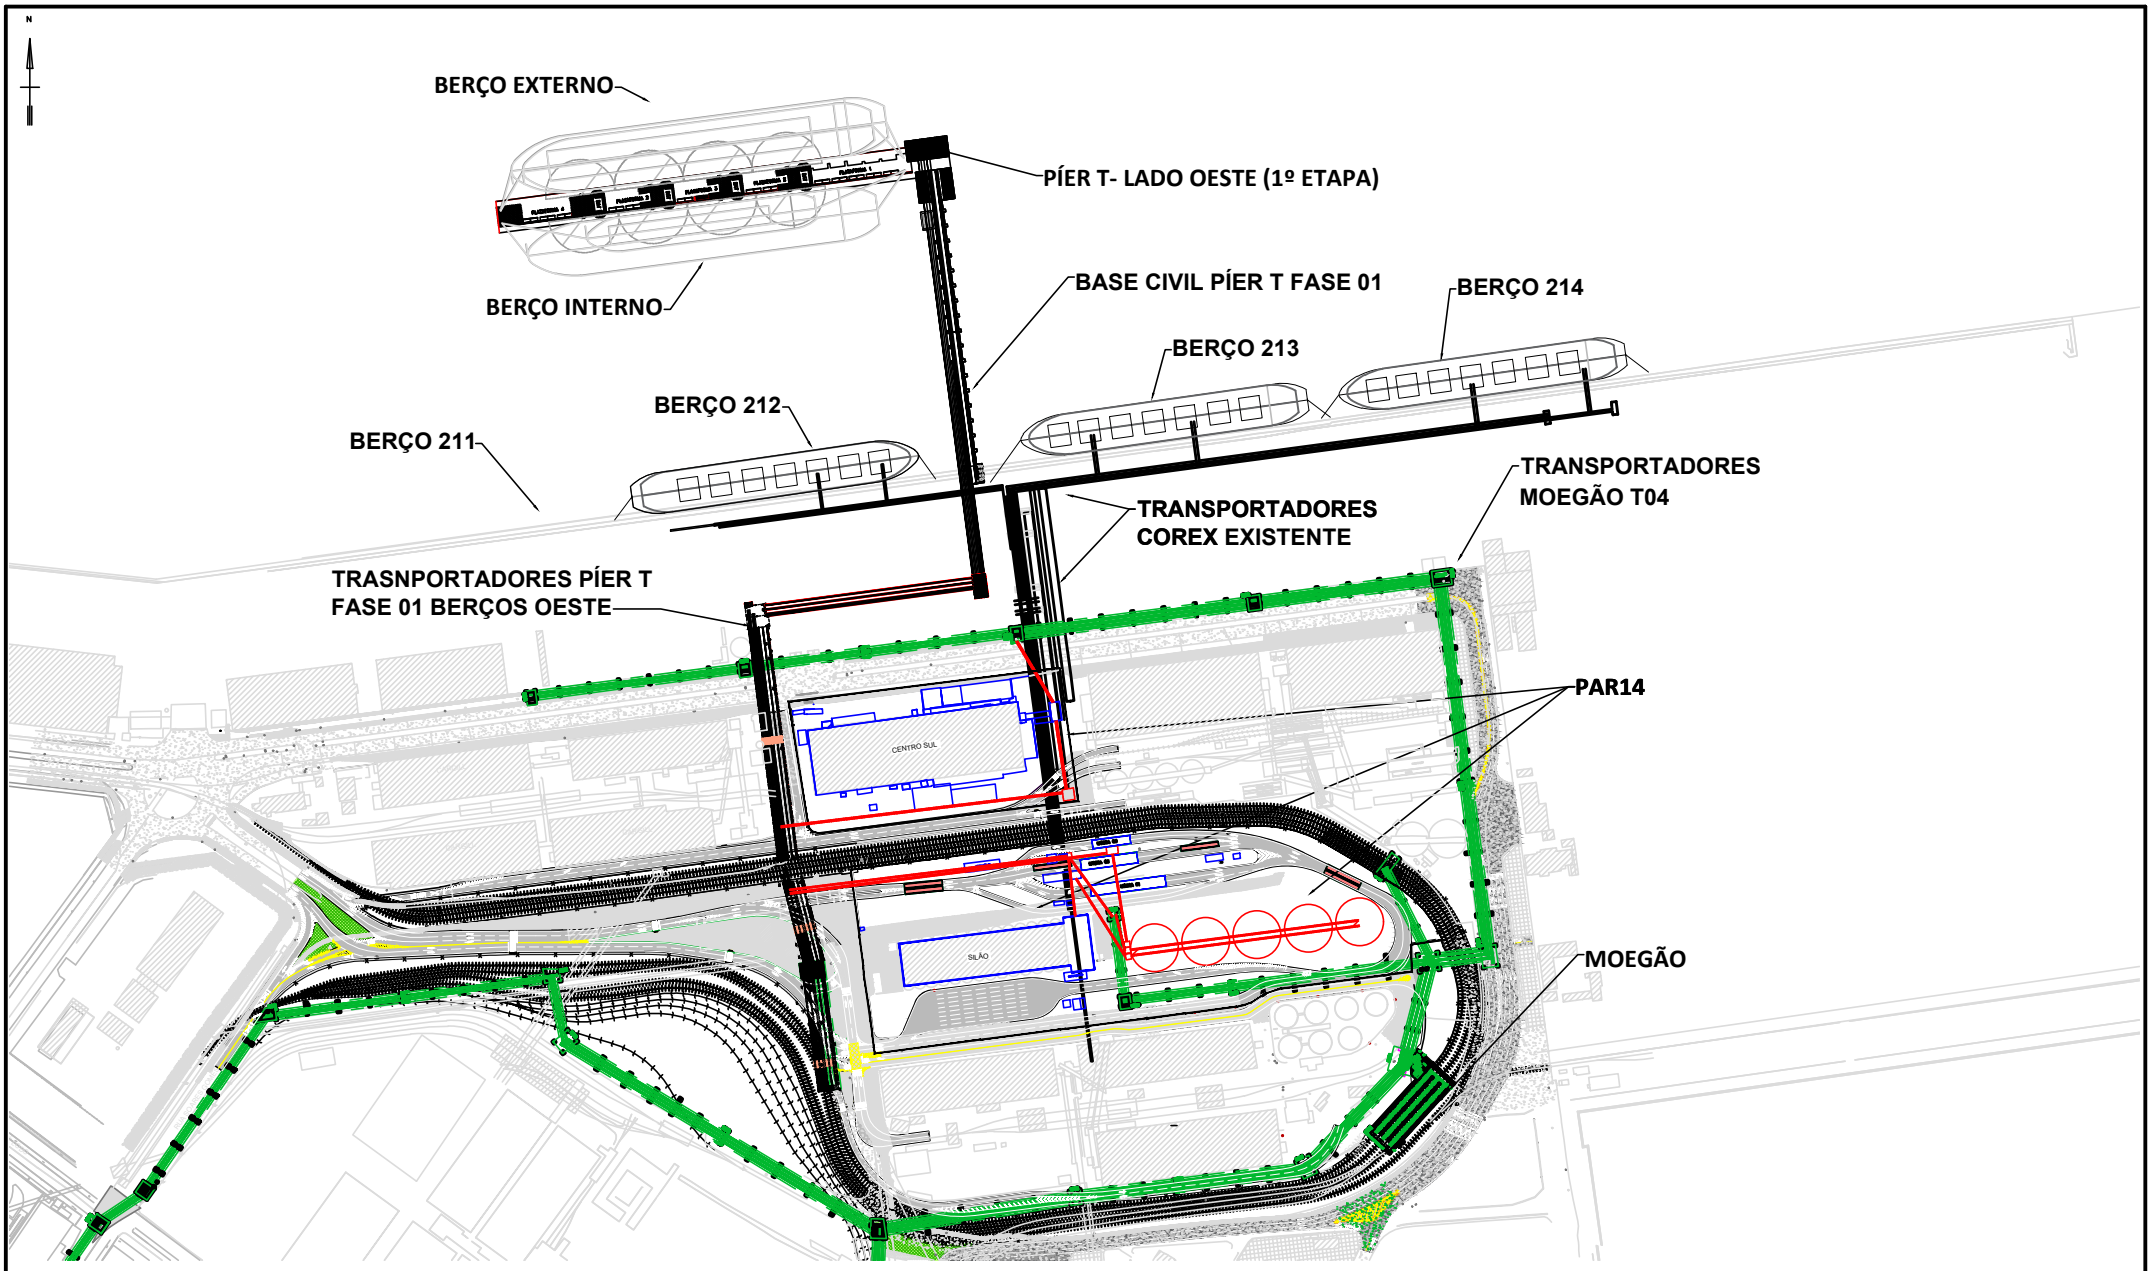 N
BERÇO EXTERNO
PÍER T- LADO OESTE (1º ETAPA)
BERÇO INTERNO
BASE CIVIL PÍER T FASE 01
BERÇO 214
BERÇO 213
BERÇO 212
BERÇO 211
TRANSPORTADORES
MOEGÃO T04
TRANSPORTADORES
COREX EXISTENTE
TRASNPORTADORES PÍER T
FASE 01 BERÇOS OESTE
PAR14
CENTRO SUL
SILÃO
MOEGÃO